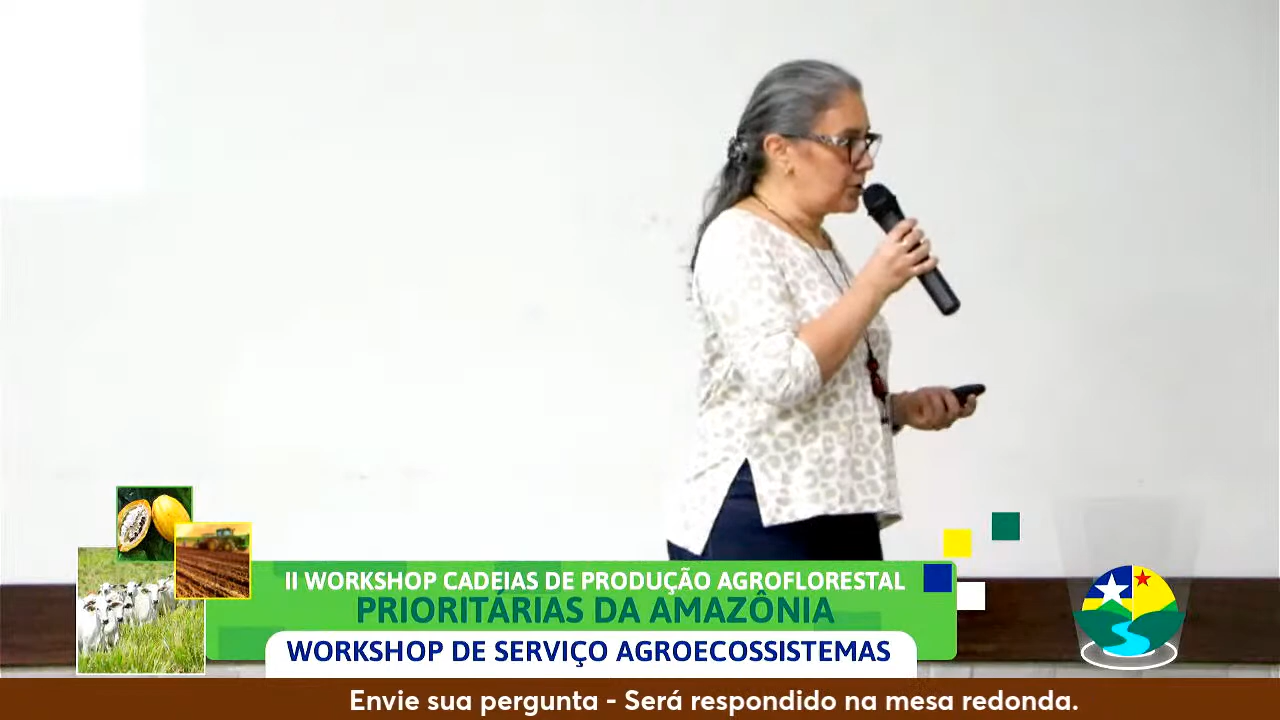 II WORKSHOP CADEIAS DE PRODUÇÃO AGROFLORESTAL
PRIORITÁRIAS DA AMAZÔNIA
WORKSHOP DE SERVIÇO AGROECOSSISTEMAS
Envie sua pergunta - Será respondido na mesa redonda.